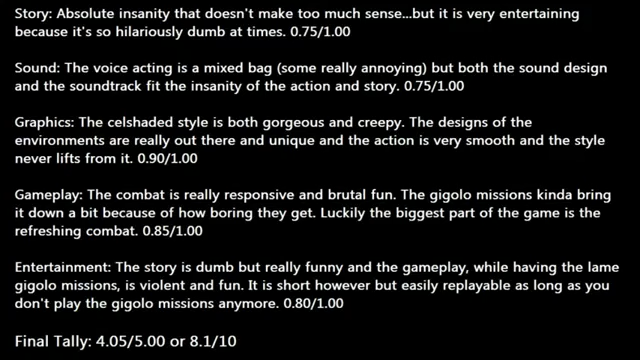 Story: Absolute insanity that doesn't make too much sense...but it is very entertaining
because it's so hilariously dumb at times. 0.75/1.00
Sound: The voice acting is a mixed bag (some really annoying) but both the sound design
and the soundtrack fit the insanity of the action and story. 0.75/1.00
Graphics: The celshaded style is both gorgeous and creepy. The designs of the
environments are really out there and unique and the action is very smooth and the style
never lifts from it. 0.90/1.00
Gameplay: The combat is really responsive and brutal fun. The gigolo missions kinda bring
it down a bit because of how boring they get. Luckily the biggest part of the game is the
refreshing combat. 0.85/1.00
Entertainment: The story is dumb but really funny and the gameplay, while having the lame
gigolo missions, is violent and fun. It is short however but easily replayable as long as you
don't play the gigolo missions anymore. 0.80/1.00
Final Tally: 4.05/5.00 or 8.1/10